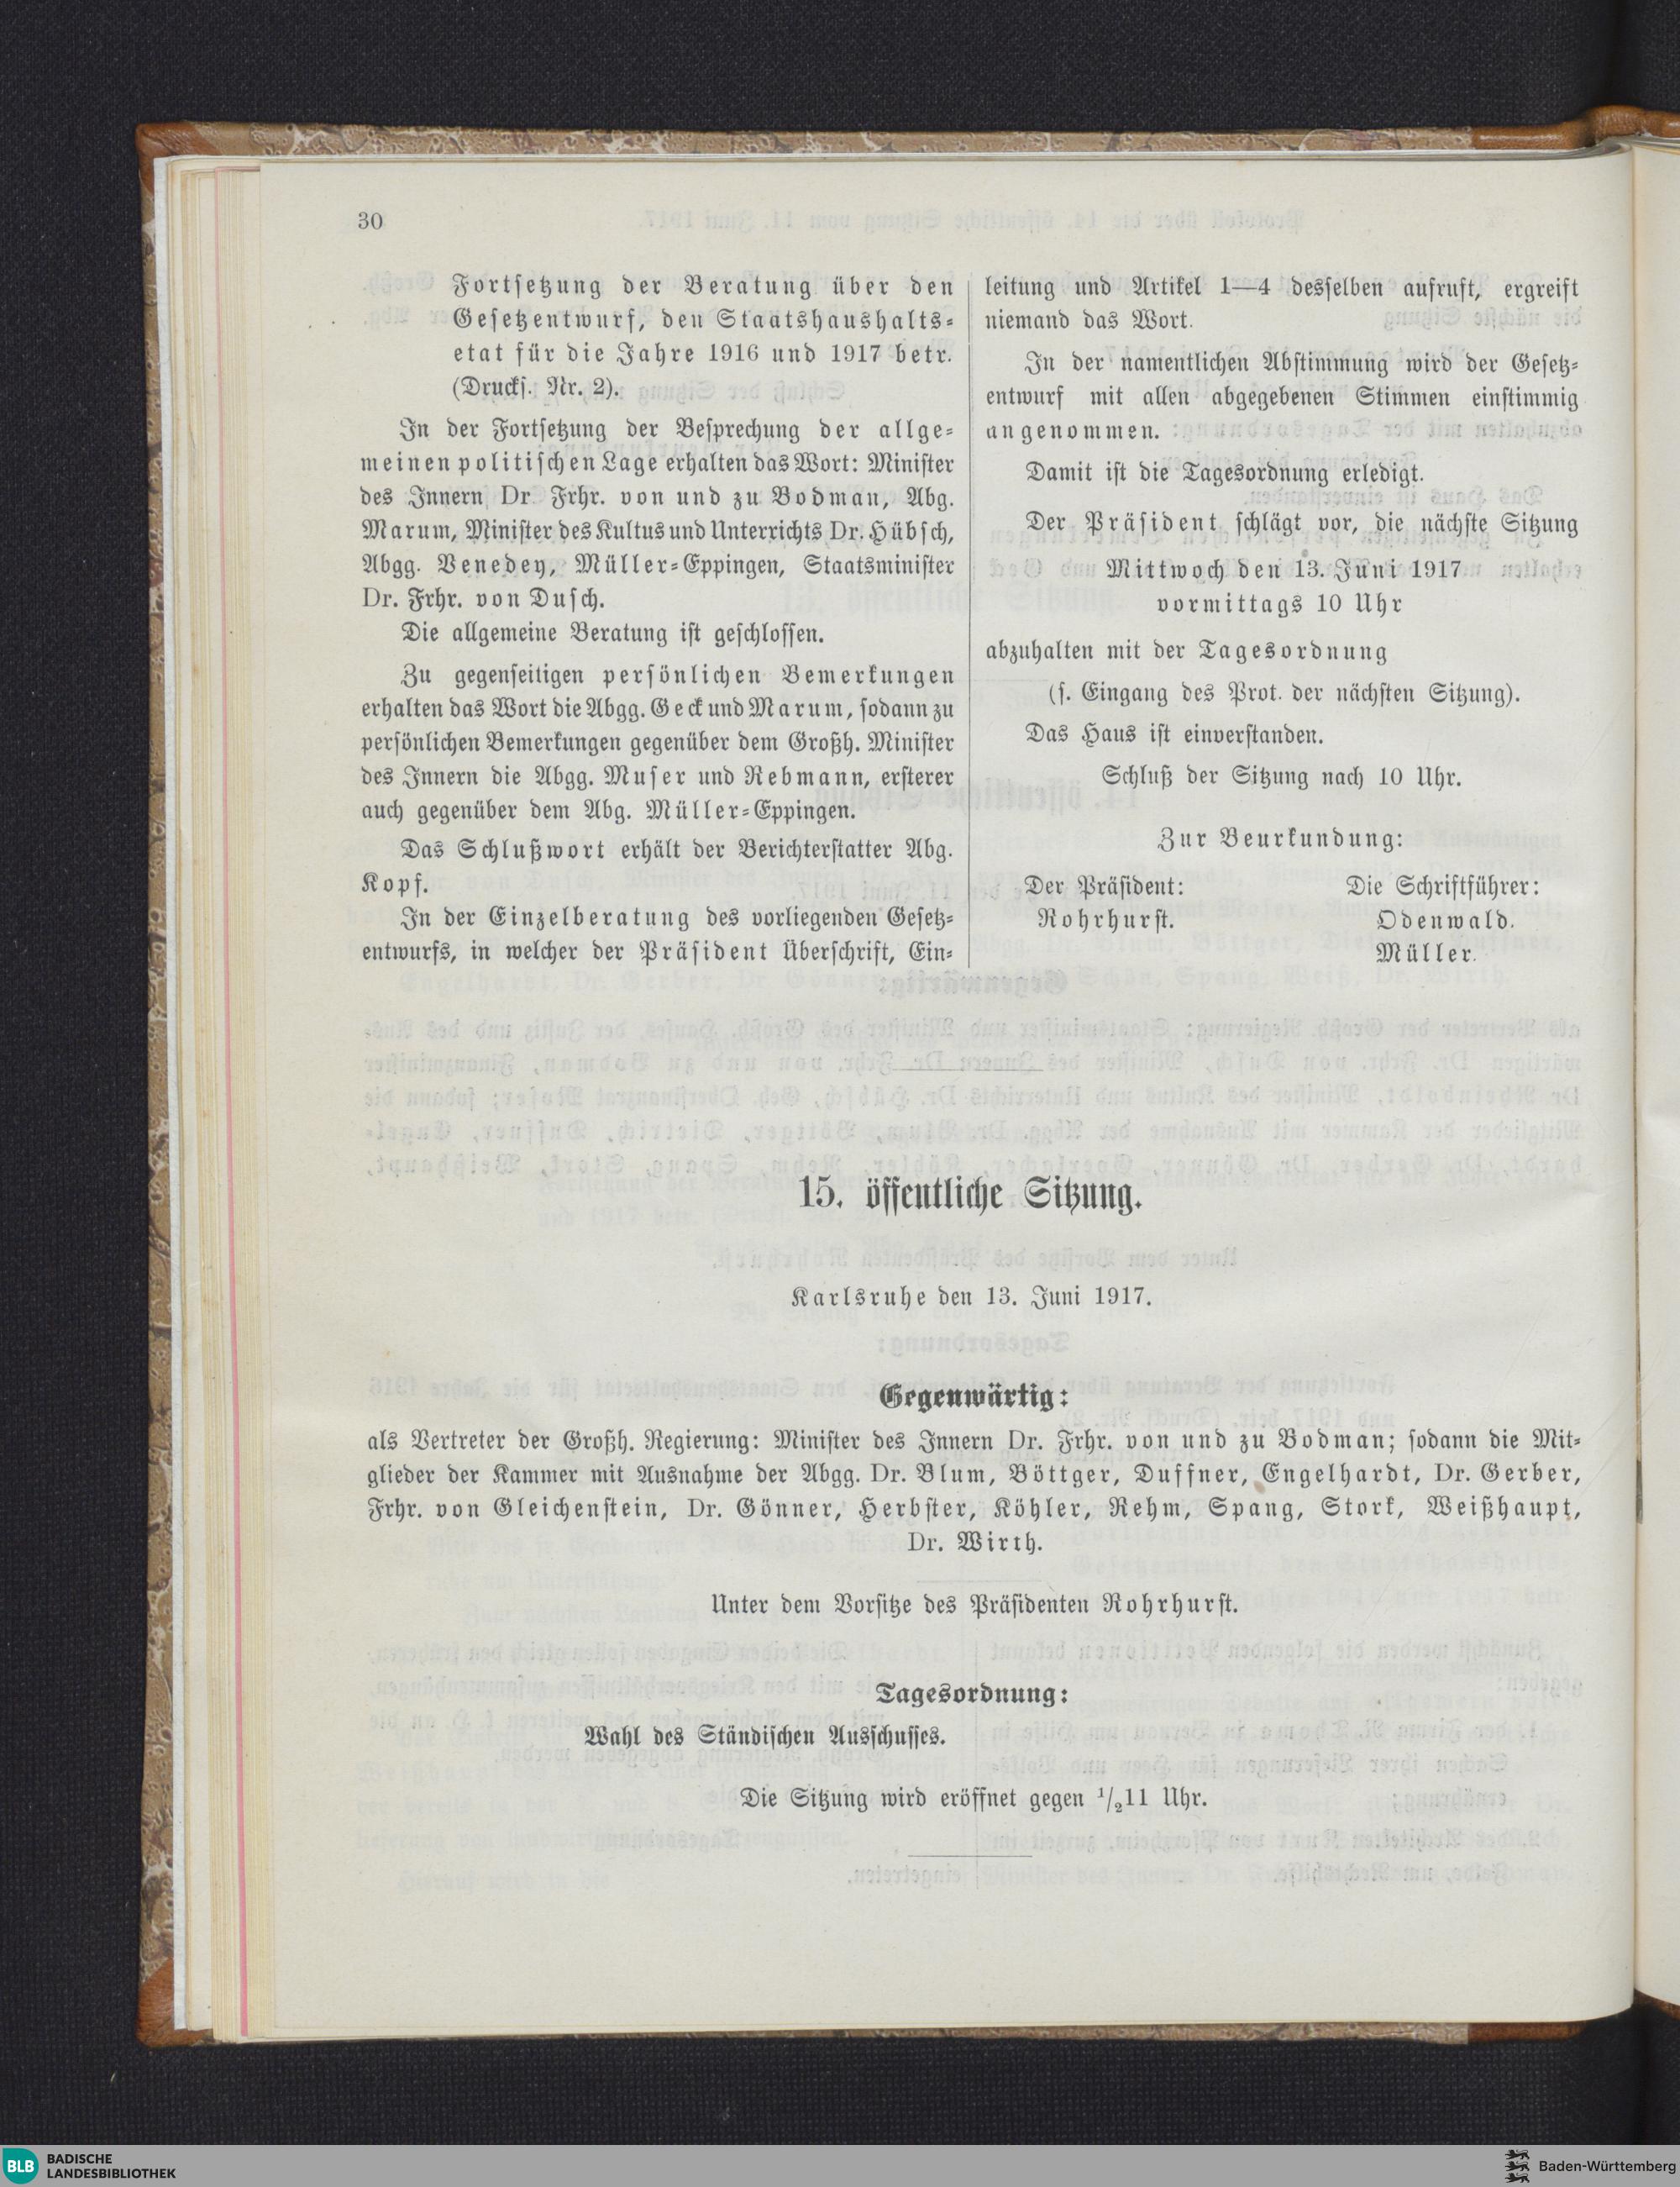 30
Fortsetzung der Beratung über den
Gesetzentwurf, den Staatshaushalts-
etat für die Jahre 1916 und 1917 betr.
(Drucks. Nr. 2).
In der Fortsetzung der Besprechung der allge-
meinen politischen Lage erhalten das Wort: Minister
des Innern Dr. Frhr. von und zu Bodman, Abg.
Marum, Minister des Kultus und Unterrichts Dr. Hübsch,
Abgg. Venedey, Müller-Eppingen, Staatsminister
Dr. Frhr. von Dusch.
Die allgemeine Beratung ist geschlossen.
Zu gegenseitigen persönlichen Bemerkungen
erhalten das Wort die Abgg. Geck und Marum, sodann zu
persönlichen Bemerkungen gegenüber dem Großh. Minister
des Innern die Abgg. Muser und Rebmann, ersterer
auch gegenüber dem Abg. Müller-Eppingen.
Das Schlußwort erhält der Berichterstatter Abg.
Kopf.
In der Einzelberatung des vorliegenden Gesetz-
entwurfs, in welcher der Präsident Überschrift, Ein-
leitung und Artikel 1—4 desselben aufruft, ergreift
niemand das Wort.
In der namentlichen Abstimmung wird der Gesetz-
entwurf mit allen abgegebenen Stimmen einstimmig
angenommen.
Damit ist die Tagesordnung erledigt.
Der Präsident schlägt vor, die nächste Sitzung
Mittwoch den 13. Juni 1917
vormittags 10 Uhr
abzuhalten mit der Tagesordnung
(s. Eingang des Prot. der nächsten Sitzung).
Das Haus ist einverstanden.
Schluß der Sitzung nach 10 Uhr.
Zur Beurkundung:
Der Präsident: Die Schriftführer:
Rohrhurst. Odenwald.
Müller.
15. öffentliche Sitzung.
Karlsruhe den 13. Juni 1917.
Gegenwärtig:
als Vertreter der Großh. Regierung: Minister des Innern Dr. Frhr. von und zu Bodman; sodann die Mit-
glieder der Kammer mit Ausnahme der Abgg. Dr. Blum, Böttger, Duffner, Engelhardt, Dr. Gerber,
Frhr. von Gleichenstein, Dr. Gönner, Herbster, Köhler, Rehm, Spang, Stork, Weißhaupt,
Dr. Wirth.
Unter dem Vorsitze des Präsidenten Rohrhurst.
Tagesordnung:
Wahl des Ständischen Ausschusses.
Die Sitzung wird eröffnet gegen 1/211 Uhr.
BLB BADISCHE
LANDESBIBLIOTHEK
Baden-Württemberg